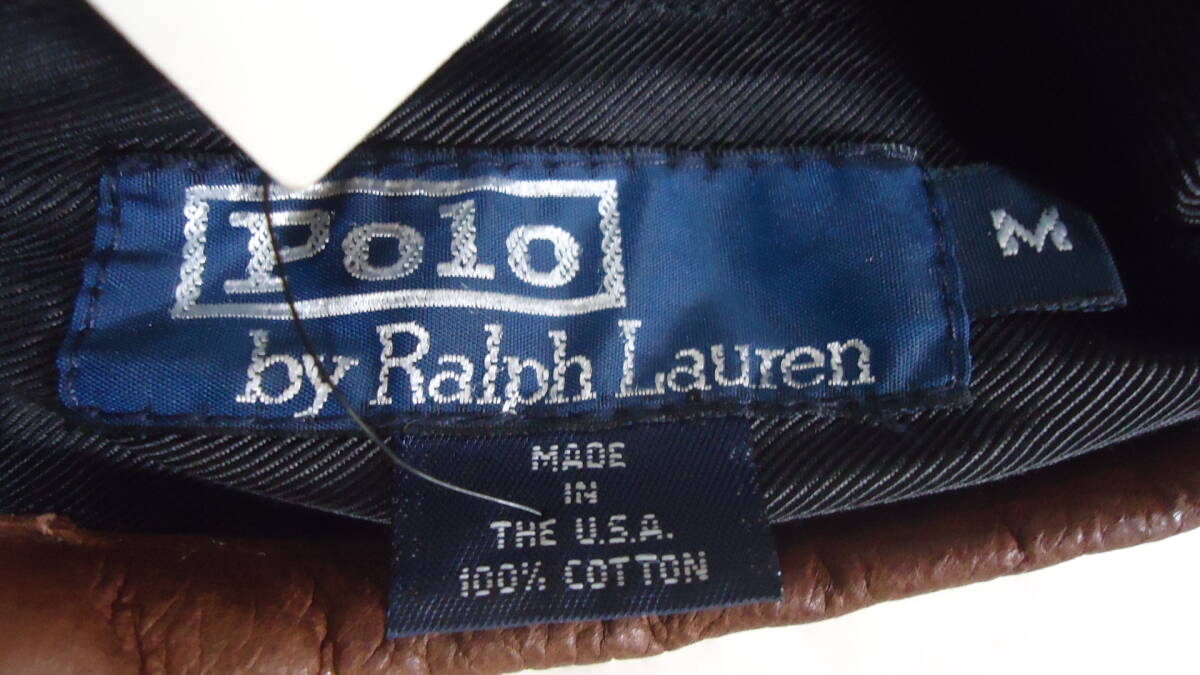 Polo
by Ralph Lauren
M
MADE
IN
THE U.S.A.
100% COTTON